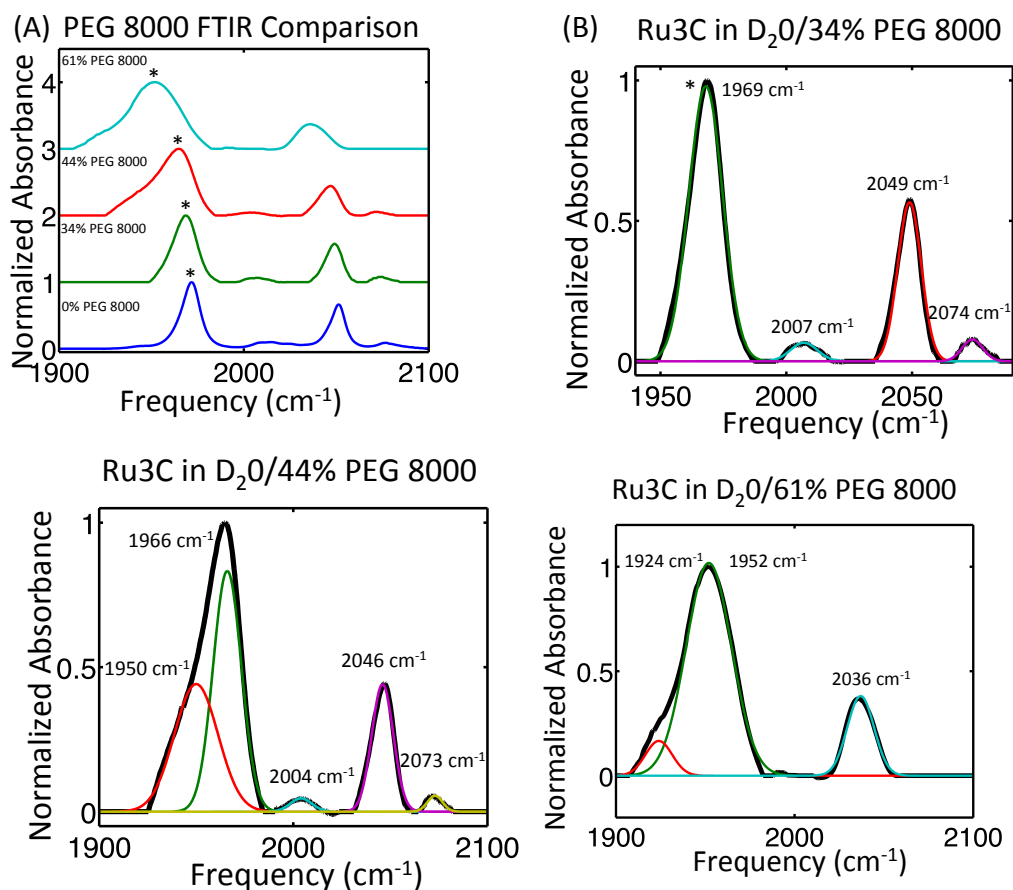 (A) PEG 8000 FTIR Comparison
61% PEG 8000
*
44% PEG 8000
*
34% PEG 8000
*
0% PEG 8000
*
4
3
2
1
0
1900 2000 2100
Normalized Absorbance
Frequency (cm⁻¹)
(B) Ru3C in D₂0/34% PEG 8000
* 1969 cm⁻¹
2049 cm⁻¹
2007 cm⁻¹
2074 cm⁻¹
1
0.5
0
1950 2000 2050
Normalized Absorbance
Frequency (cm⁻¹)
Ru3C in D₂0/44% PEG 8000
1966 cm⁻¹
1950 cm⁻¹
2046 cm⁻¹
2004 cm⁻¹
2073 cm⁻¹
1
0.5
0
1900 2000 2100
Normalized Absorbance
Frequency (cm⁻¹)
Ru3C in D₂0/61% PEG 8000
1924 cm⁻¹ 1952 cm⁻¹
2036 cm⁻¹
1
0.5
0
1900 2000 2100
Normalized Absorbance
Frequency (cm⁻¹)